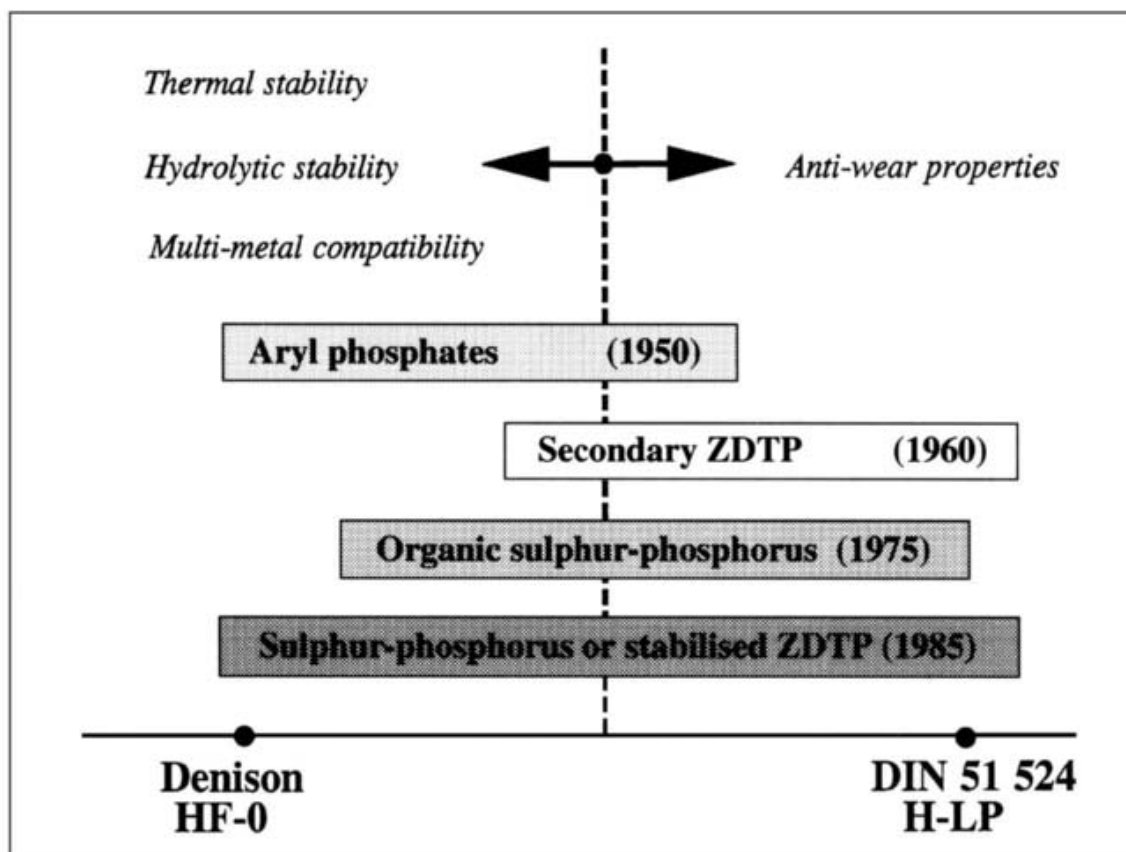 Thermal stability
Hydrolytic stability
Anti-wear properties
Multi-metal compatibility
Aryl phosphates (1950)
Secondary ZDTP (1960)
Organic sulphur-phosphorus (1975)
Sulphur-phosphorus or stabilised ZDTP (1985)
Denison
HF-0
DIN 51 524
H-LP